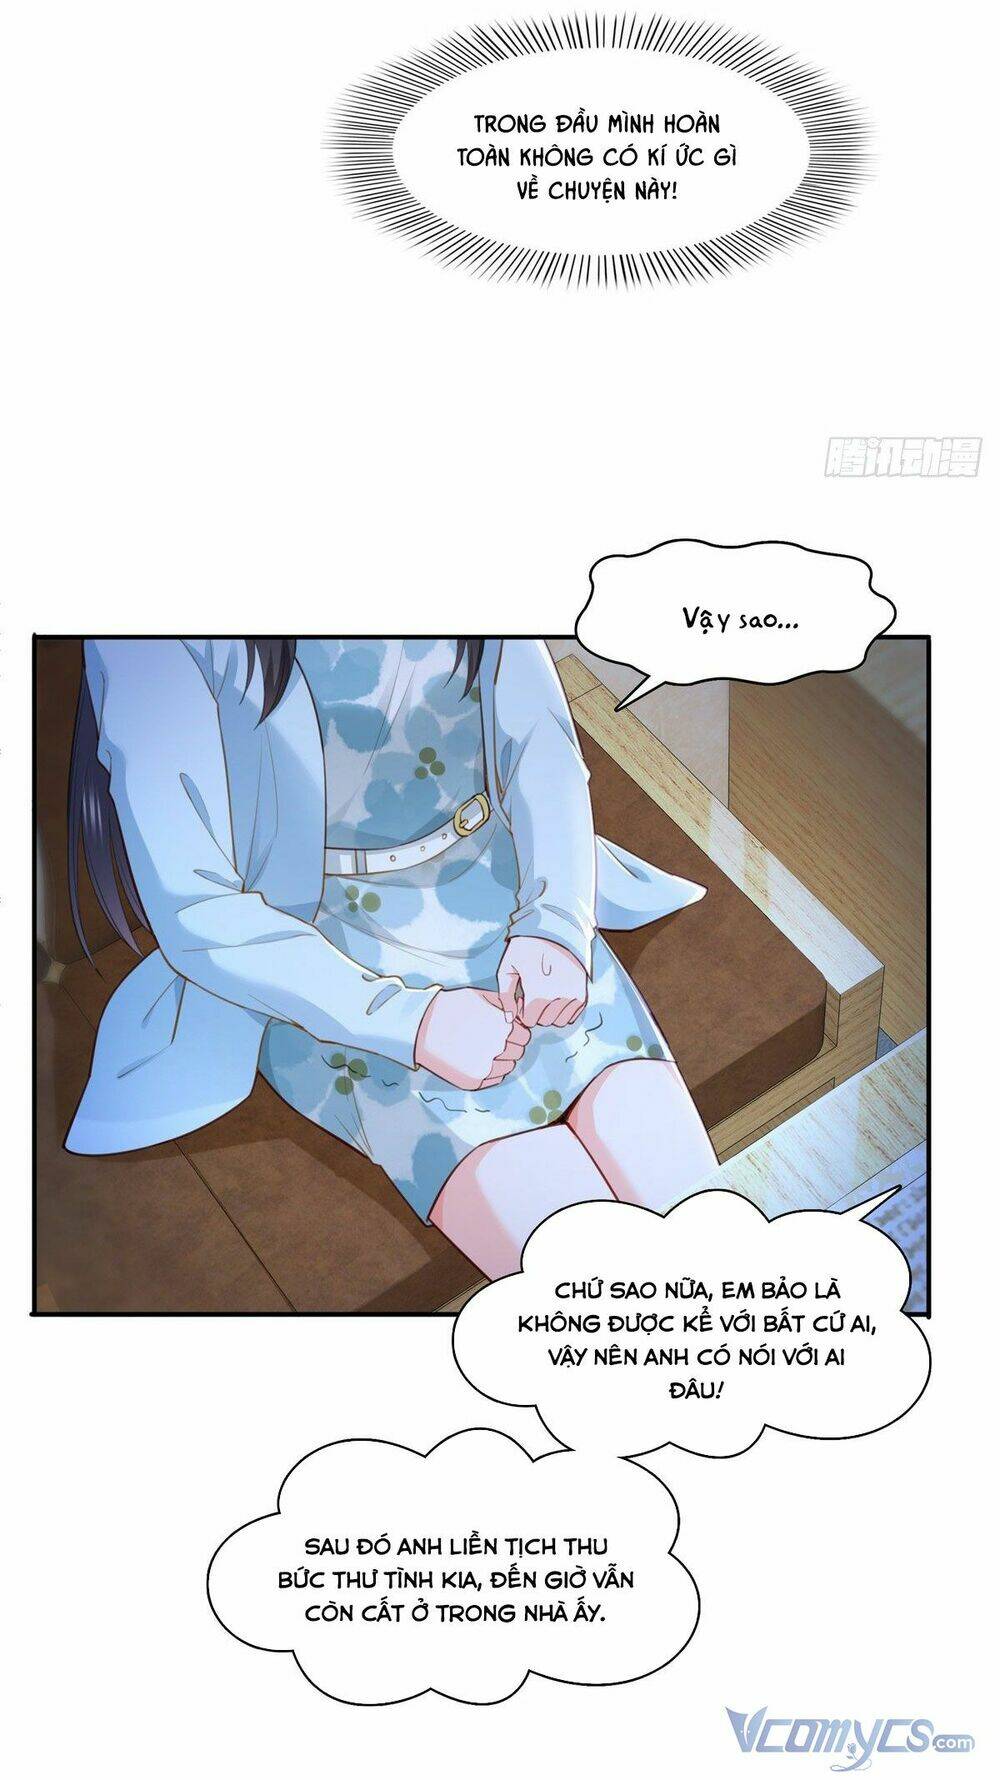 TRONG ĐẦU MÌNH HOÀN
TOÀN KHÔNG CÓ KÍ ỨC GÌ
VỀ CHUYỆN NÀY!
腾讯动漫
Vậy sao...
CHỨ SAO NỮA, EM BẢO LÀ
KHÔNG ĐƯỢC KỂ VỚI BẤT CỨ AI,
VẬY NÊN ANH CÓ NÓI VỚI AI
ĐÂU!
SAU ĐÓ ANH LIỀN TỊCH THU
BỨC THƯ TÌNH KIA, ĐẾN GIỜ VẪN
CÒN CẤT Ở TRONG NHÀ ẤY.
VCOMYCS.com